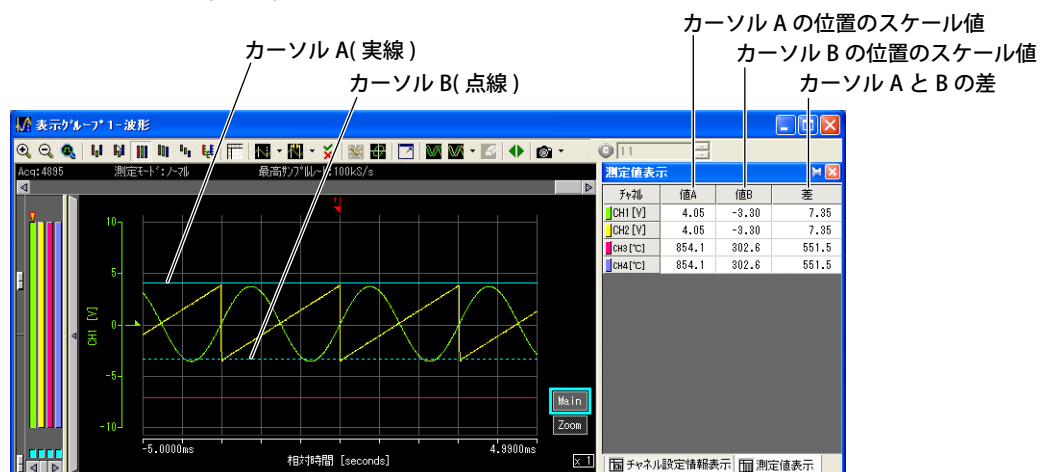 カーソル A の位置のスケール値
カーソル A( 実線 )
カーソル B の位置のスケール値
カーソル B( 点線 )
カーソル A と B の差
表示ｸﾞﾙｰﾌﾟ1-波形
11
Acq:4895 測定ﾓｰﾄﾞ:ﾉｰﾏﾙ 最高ｻﾝﾌﾟﾙﾚｰﾄ:100kS/s
測定値表示
ﾁｬﾈﾙ 値A 値B 差
CH1[V] 4.05 -3.30 7.35
CH2[V] 4.05 -3.30 7.35
CH3[℃] 854.1 302.6 551.5
CH4[℃] 854.1 302.6 551.5
10
5
0
-5
-10
CH1 [V]
Main
Zoom
-5.0000ms 4.9900ms
相対時間 [seconds]
x 1
ﾁｬﾈﾙ設定情報表示 測定値表示